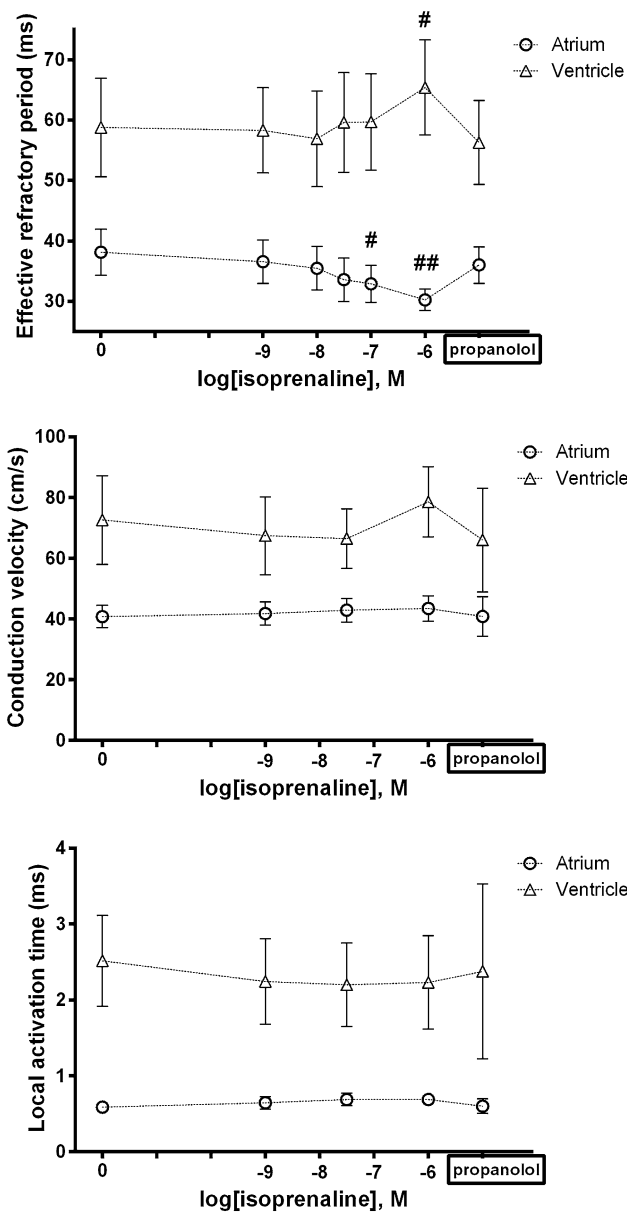 Effective refractory period (ms)
70
60
50
40
30
#
#
##
Atrium
Ventricle
0
-9
-8
-7
-6
propanolol
log[isoprenaline], M
Conduction velocity (cm/s)
100
80
60
40
20
0
Atrium
Ventricle
0
-9
-8
-7
-6
propanolol
log[isoprenaline], M
Local activation time (ms)
4
3
2
1
0
Atrium
Ventricle
0
-9
-8
-7
-6
propanolol
log[isoprenaline], M